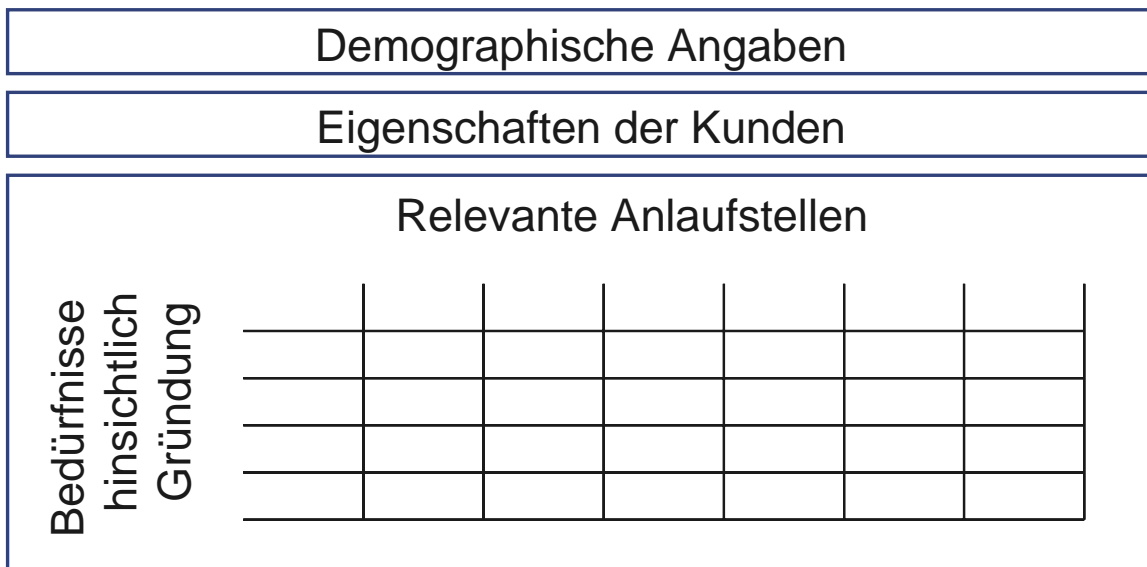 Demographische Angaben
Eigenschaften der Kunden
Relevante Anlaufstellen
Bedürfnisse
hinsichtlich
Gründung